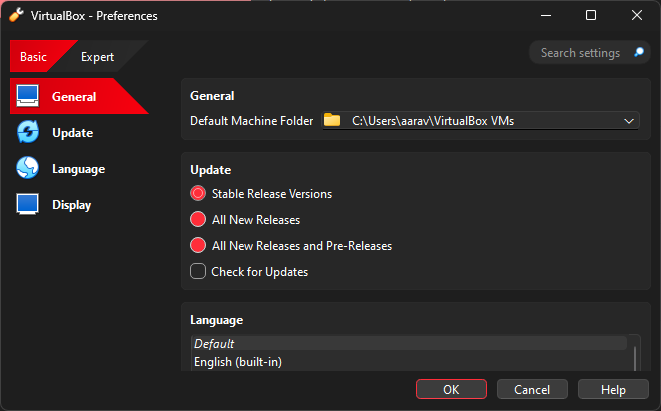 VirtualBox - Preferences
Basic Expert
Search settings
General
Update
Language
Display
General
Default Machine Folder C:\Users\aarav\VirtualBox VMs
Update
Stable Release Versions
All New Releases
All New Releases and Pre-Releases
Check for Updates
Language
Default
English (built-in)
OK Cancel Help